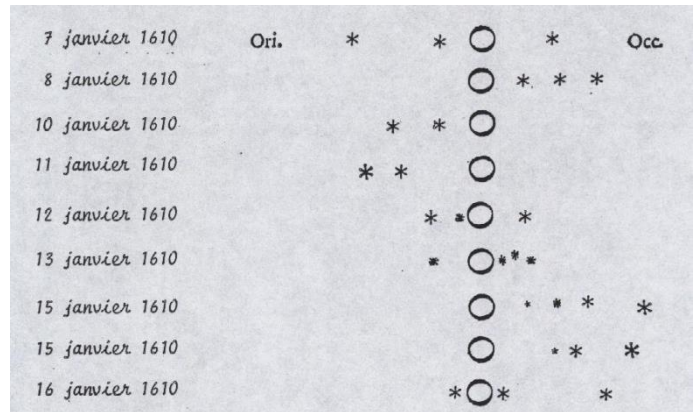 7 janvier 1610 Ori. * * O * Occ.
8 janvier 1610 O * * *
10 janvier 1610 * * O
11 janvier 1610 * * O
12 janvier 1610 * * O *
13 janvier 1610 * O * * *
15 janvier 1610 O * * * *
15 janvier 1610 O * * *
16 janvier 1610 * O * *